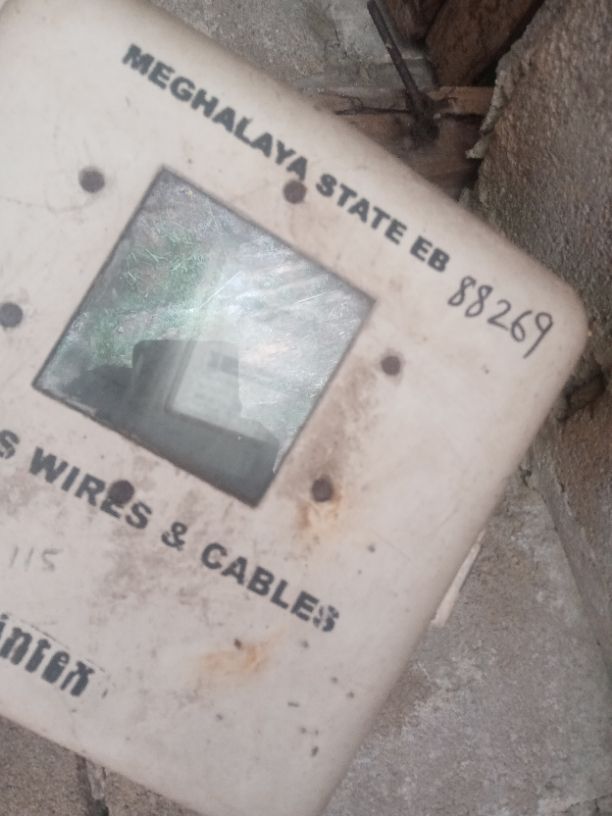 MEGHALAYA STATE EB
88269
S WIRES & CABLES
115
intex